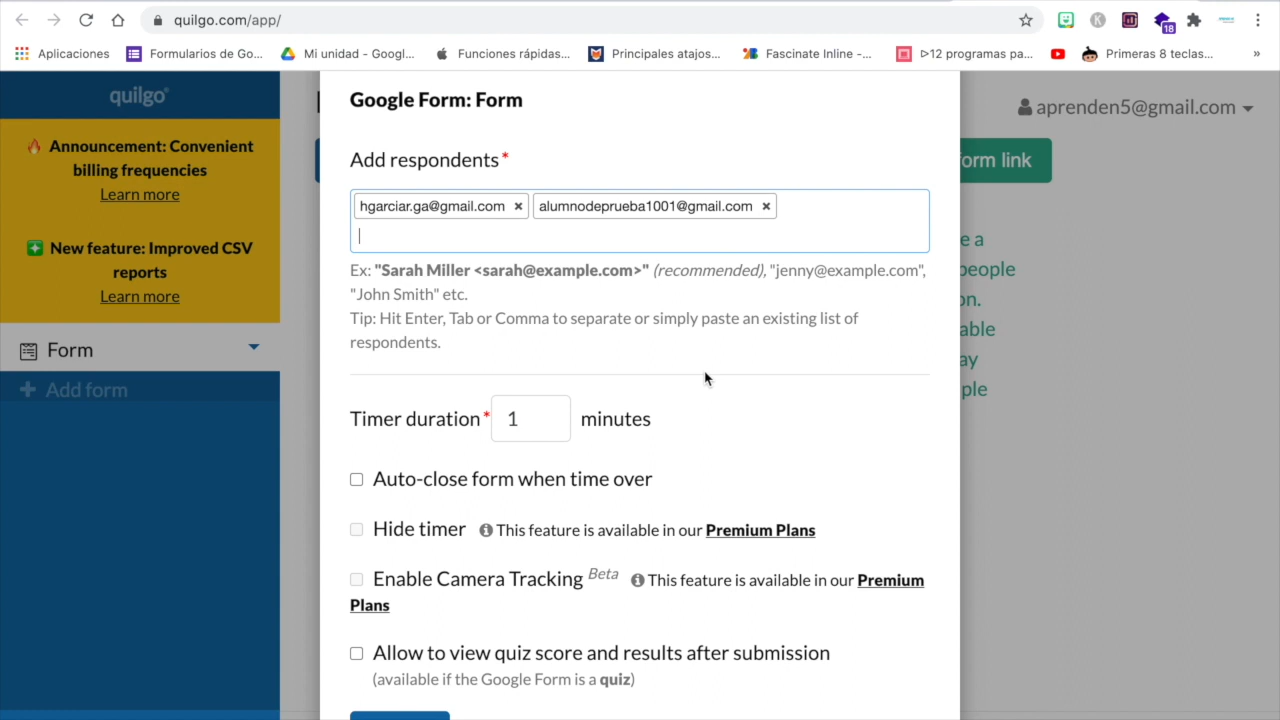 quilgo.com/app/
18
Aplicaciones
Formularios de Go...
Mi unidad - Googl...
Funciones rápidas...
Principales atajos...
Fascinate Inline -...
▷12 programas pa...
Primeras 8 teclas...
»
quilgo®
Announcement: Convenient
billing frequencies
Learn more
New feature: Improved CSV
reports
Learn more
Form
Add form
Google Form: Form
aprenden5@gmail.com
orm link
Add respondents*
hgarciar.ga@gmail.com × alumnodeprueba1001@gmail.com ×
Ex: "Sarah Miller <sarah@example.com>" (recommended), "jenny@example.com",
"John Smith" etc.
Tip: Hit Enter, Tab or Comma to separate or simply paste an existing list of
respondents.
e a
people
on.
able
ay
ple
Timer duration* 1 minutes
Auto-close form when time over
Hide timer This feature is available in our Premium Plans
Enable Camera Tracking Beta This feature is available in our Premium
Plans
Allow to view quiz score and results after submission
(available if the Google Form is a quiz)